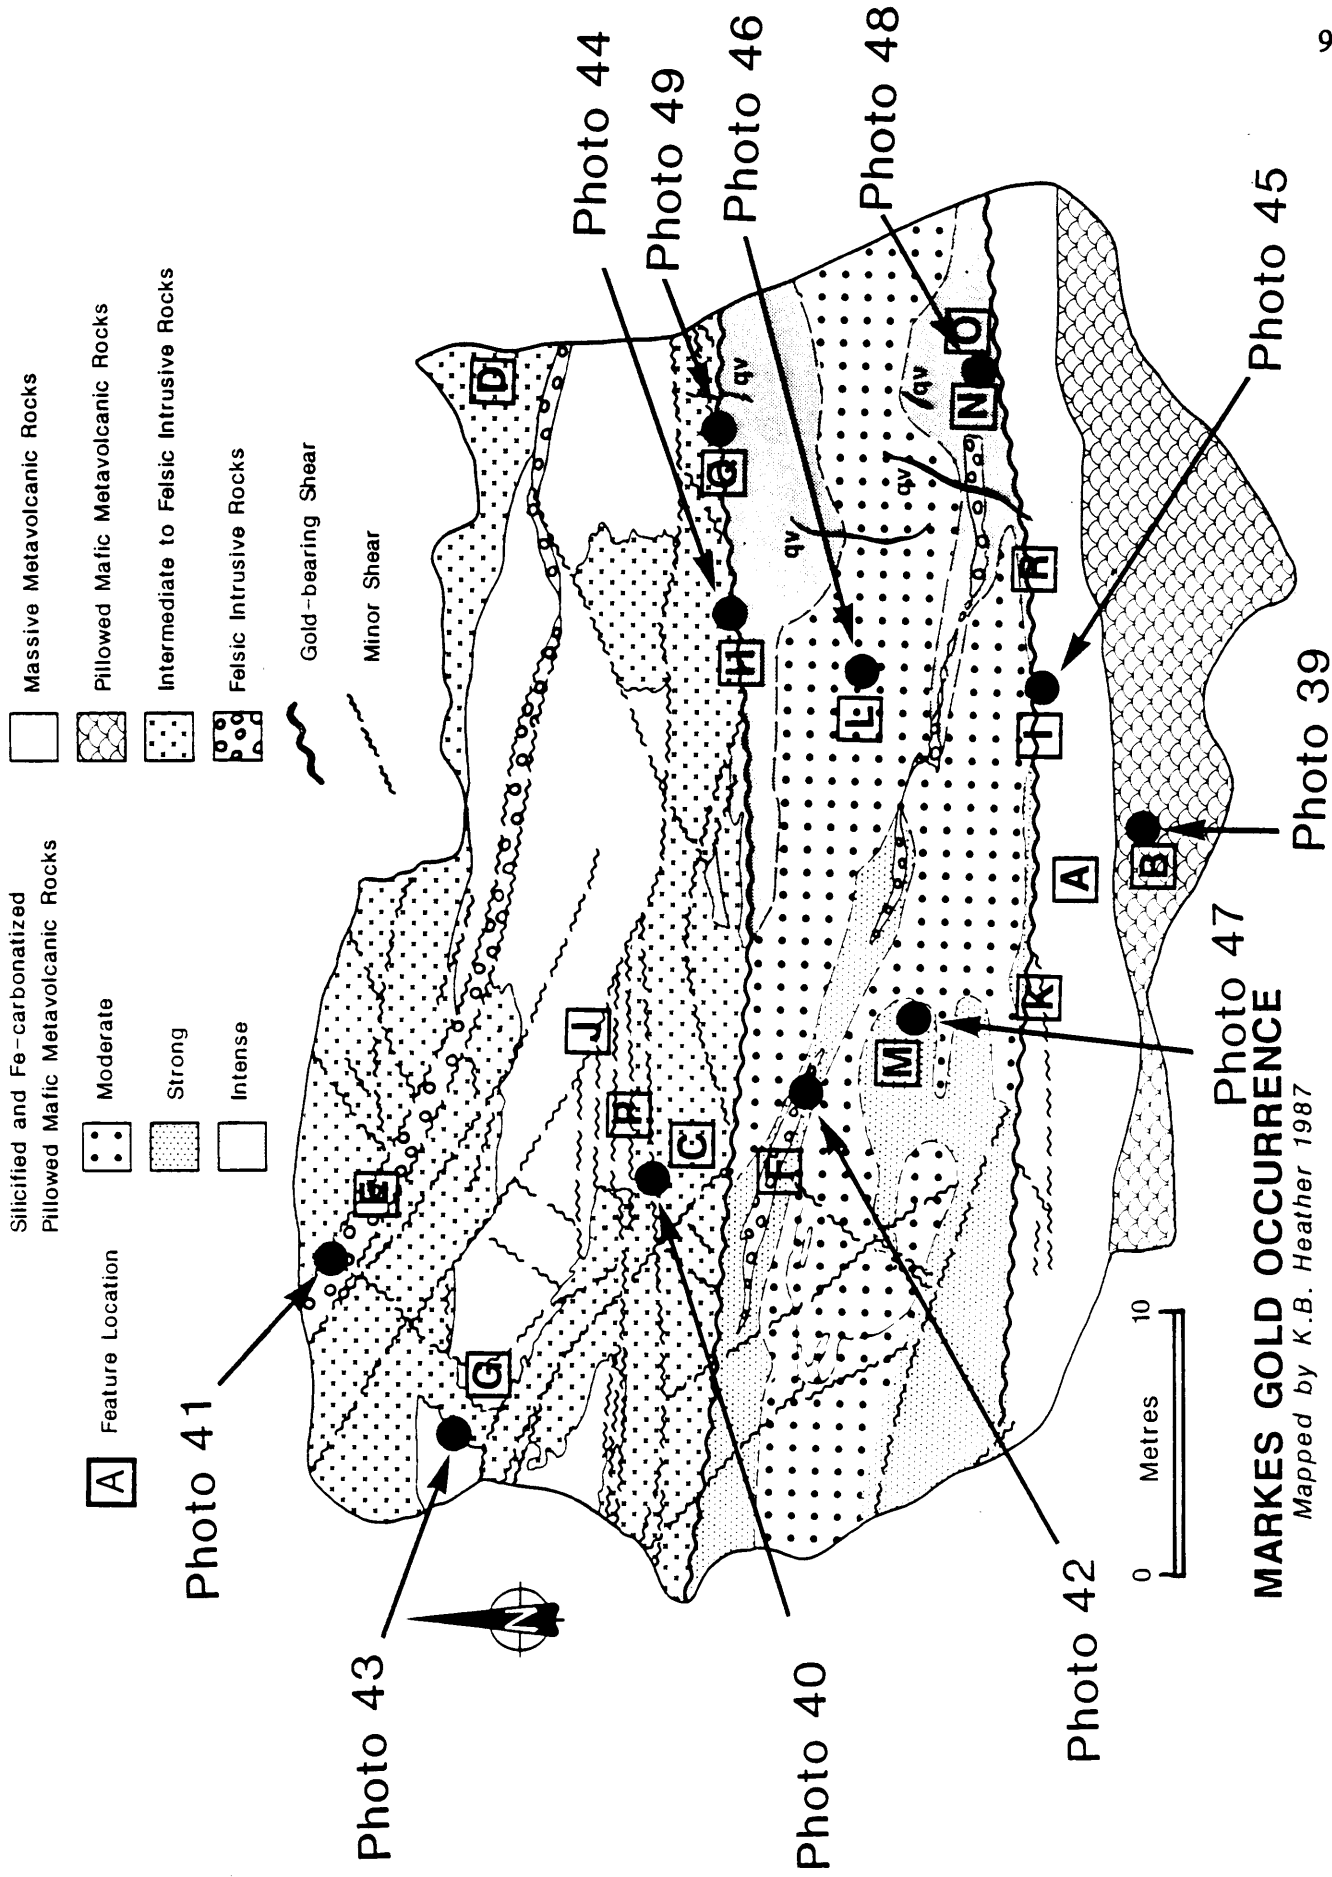 Silicified and Fe-carbonatized
Pillowed Mafic Metavolcanic Rocks
A Feature Location
Moderate
Strong
Intense
Massive Metavolcanic Rocks
Pillowed Mafic Metavolcanic Rocks
Intermediate to Felsic Intrusive Rocks
Felsic Intrusive Rocks
Gold-bearing Shear
Minor Shear
Photo 41
Photo 43
Photo 40
Photo 42
Photo 44
Photo 49
Photo 46
Photo 48
Photo 45
Photo 39
Photo 47
D
E
G
J
P
C
F
H
Q
qv
qv
qv
qv
L
M
N
O
R
I
K
A
B
N
0 Metres 10
MARKES GOLD OCCURRENCE
Mapped by K.B. Heather 1987
9